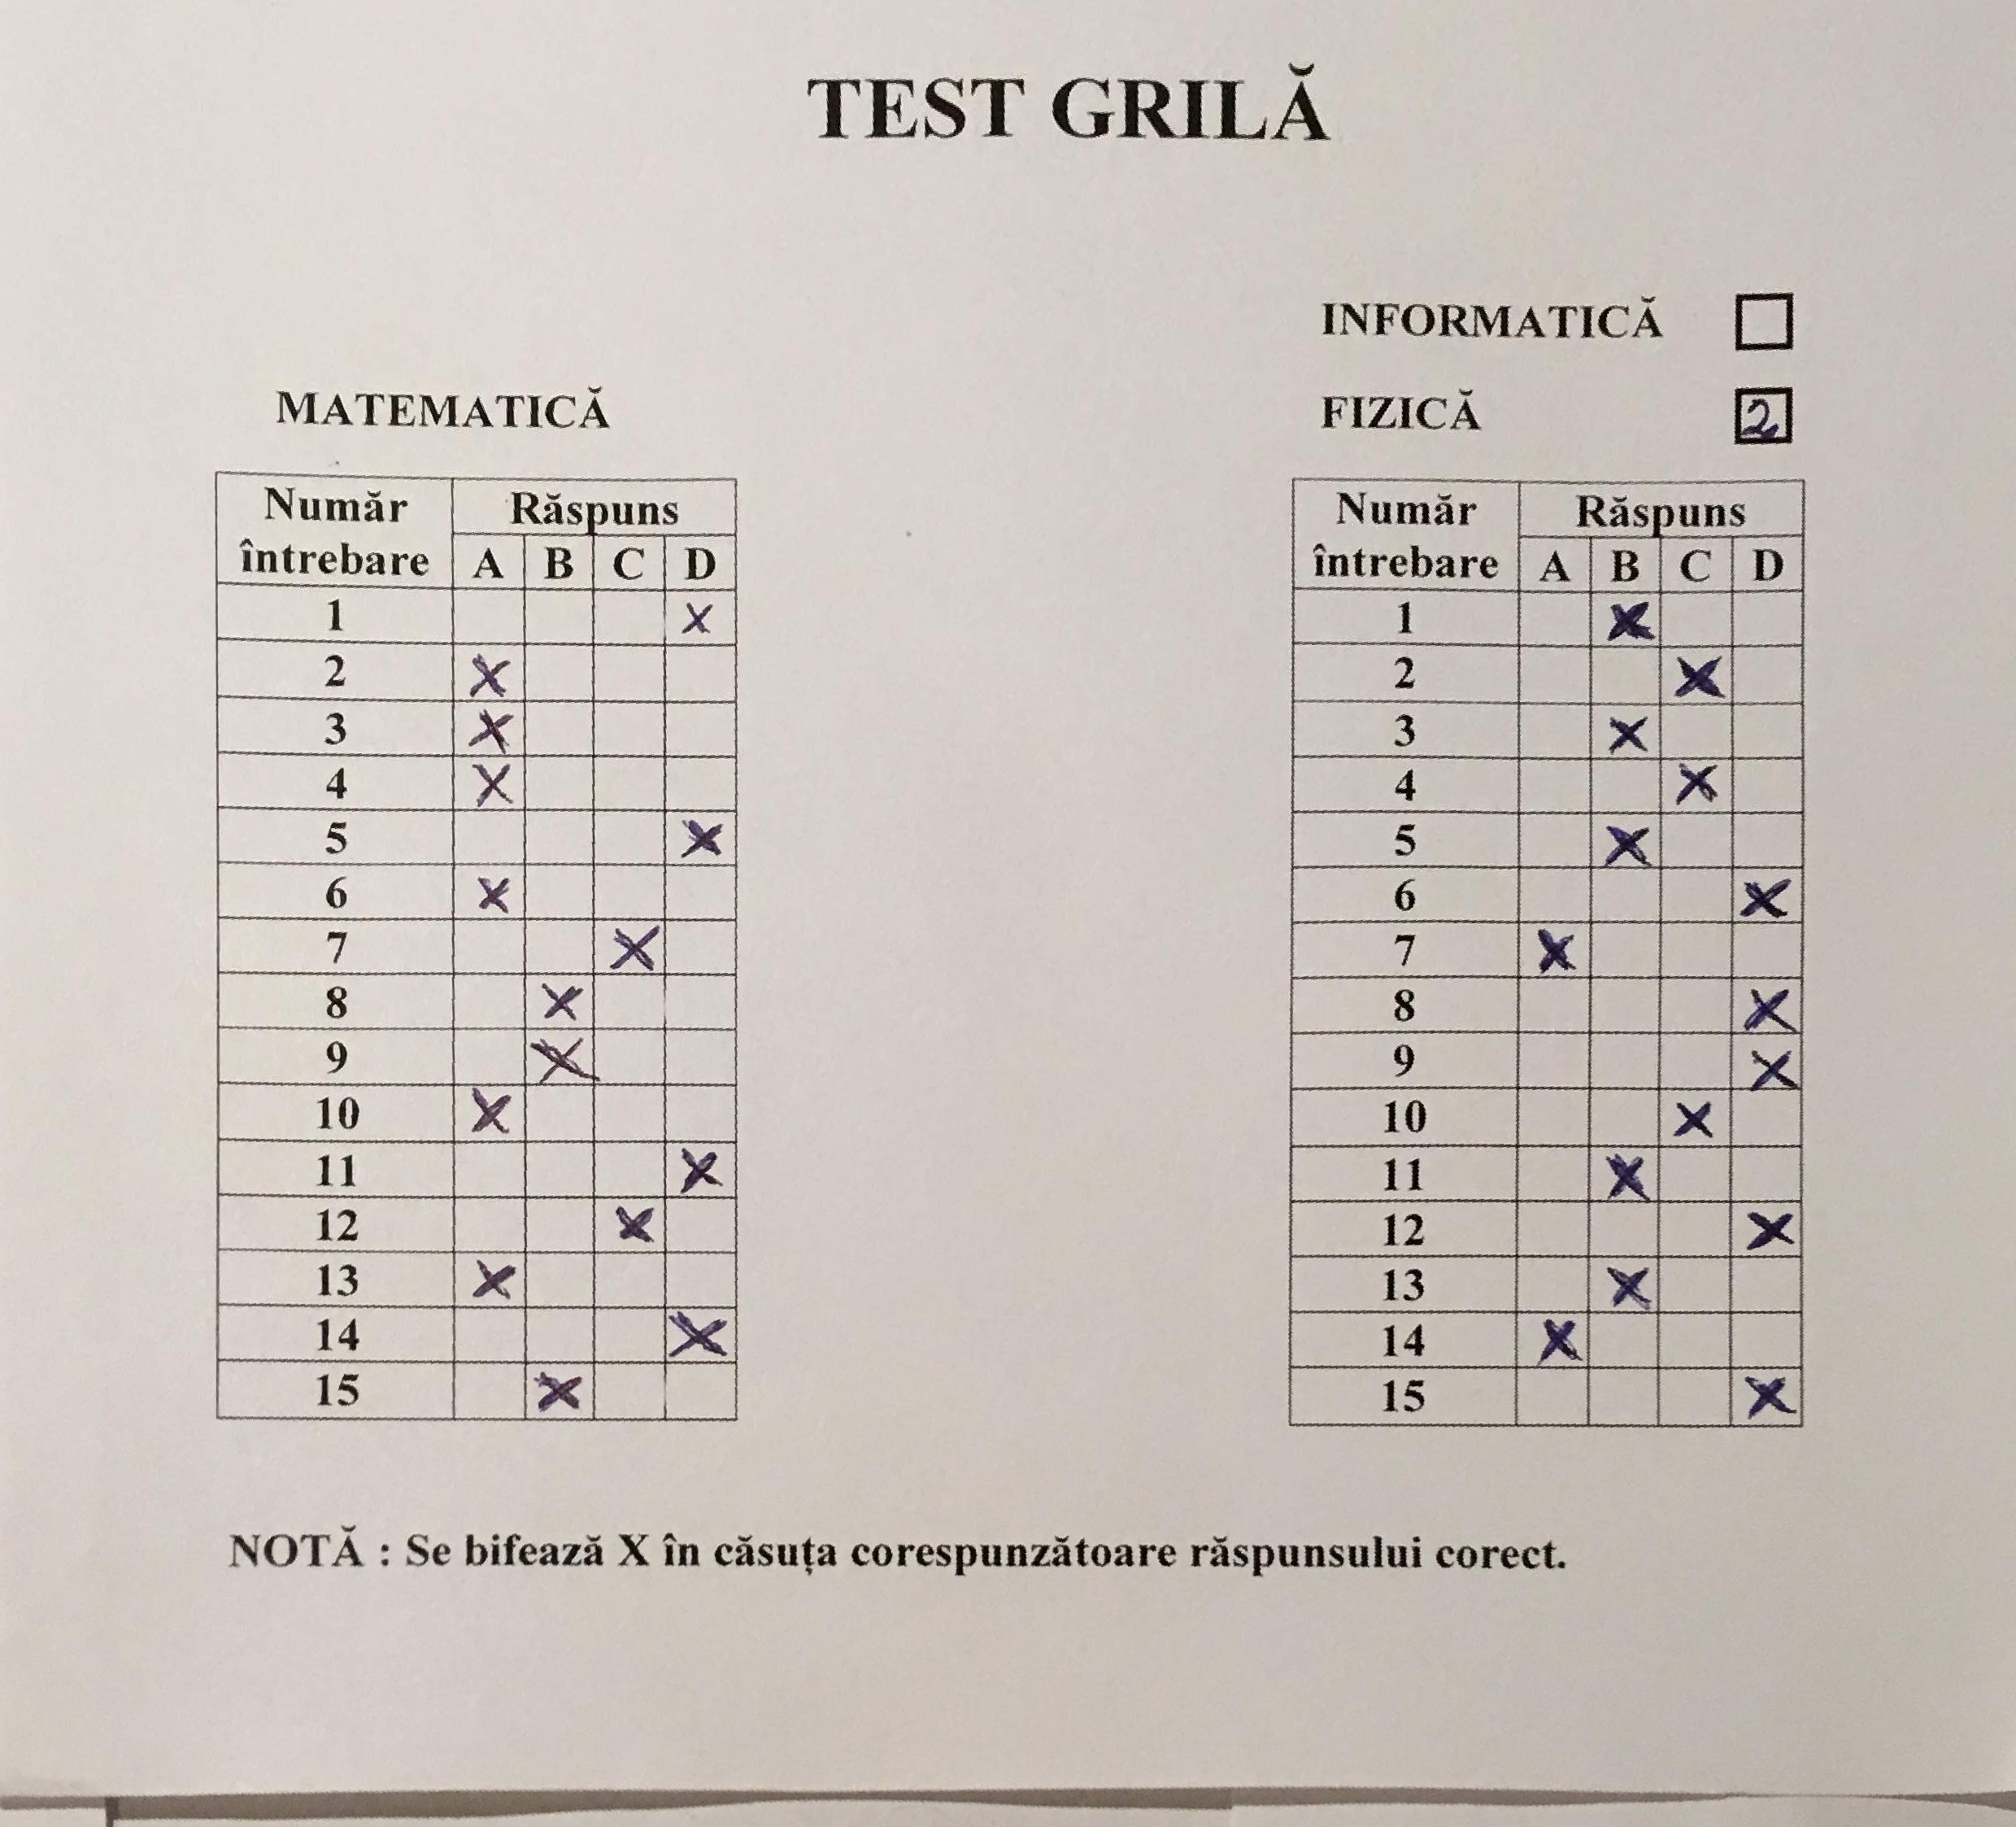 TEST GRILĂ
INFORMATICĂ
MATEMATICĂ
FIZICĂ 2
Număr întrebare Răspuns
A B C D
1 X
2 X
3 X
4 X
5 X
6 X
7 X
8 X
9 X
10 X
11 X
12 X
13 X
14 X
15 X
Număr întrebare Răspuns
A B C D
1 X
2 X
3 X
4 X
5 X
6 X
7 X
8 X
9 X
10 X
11 X
12 X
13 X
14 X
15 X
NOTĂ : Se bifează X în căsuța corespunzătoare răspunsului corect.